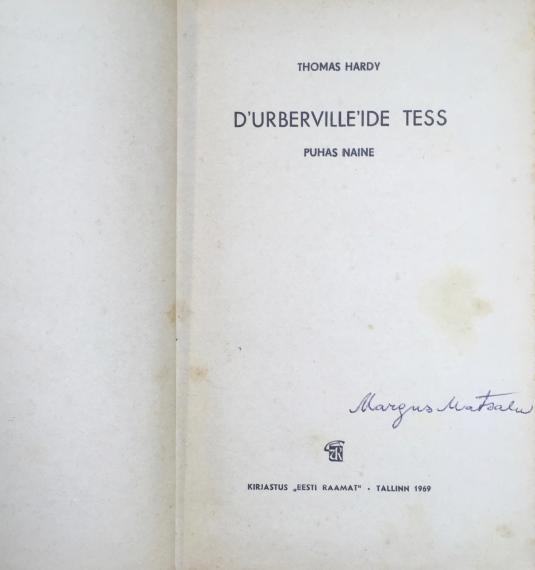 THOMAS HARDY
D'URBERVILLE'IDE TESS
PUHAS NAINE
Margus Matsalu
KIRJASTUS „EESTI RAAMAT" · TALLINN 1969